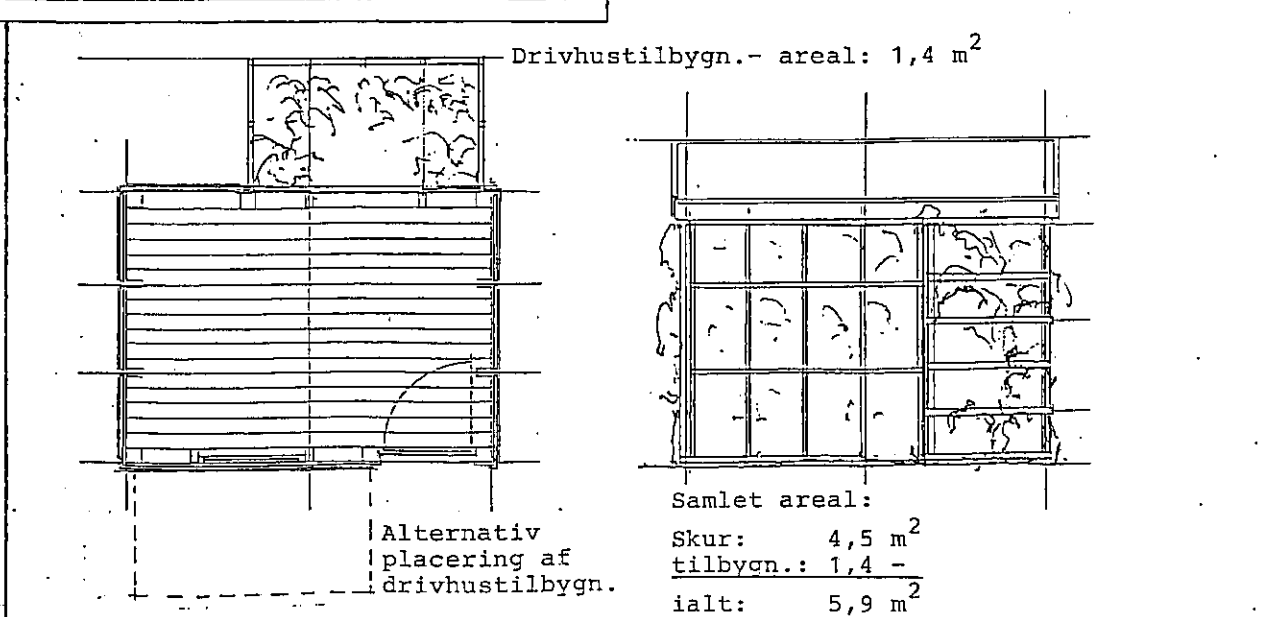 Drivhustilbygn.- areal: 1,4 m²
Alternativ
placering af
drivhustilbygn.
Samlet areal:
Skur: 4,5 m²
tilbygn.: 1,4 -
ialt: 5,9 m²